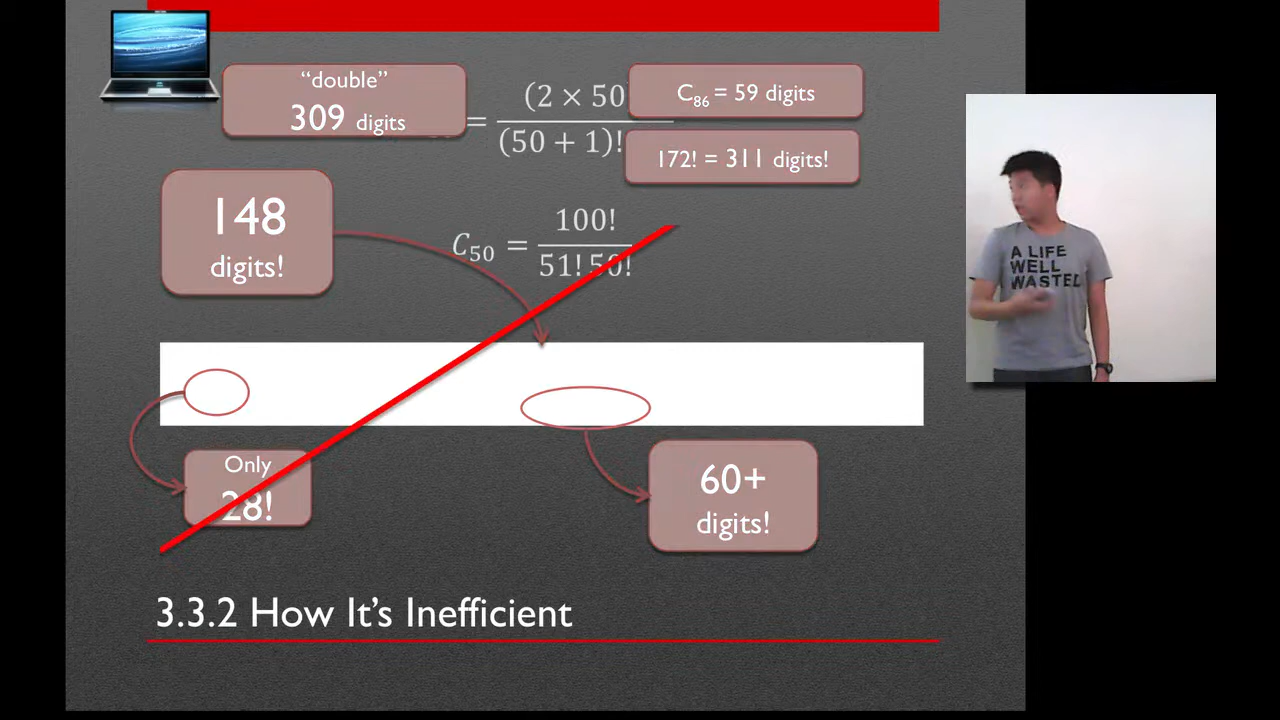 “double”
309 digits
= (2 × 50
(50 + 1)!
C86 = 59 digits
172! = 311 digits!
148
digits!
C50 = 100!
51! 50!
Only
28!
60+
digits!
3.3.2 How It’s Inefficient
A LIFE
WELL
WASTED